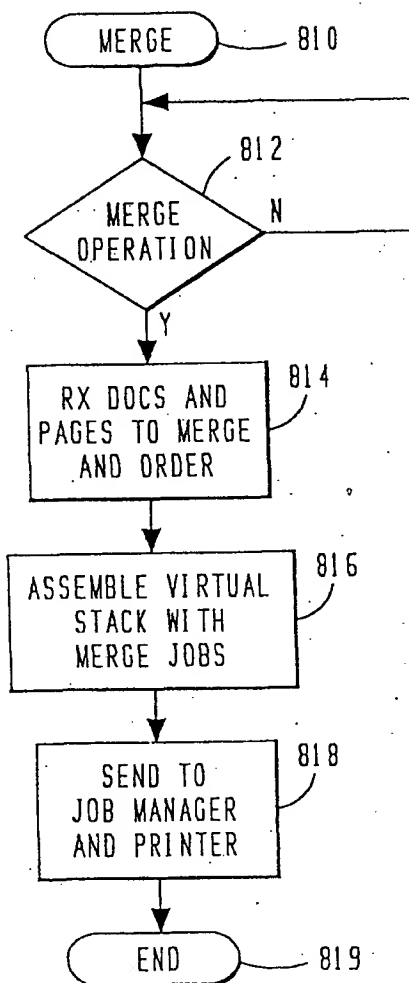 MERGE
810
812
MERGE
OPERATION
N
Y
814
RX DOCS AND
PAGES TO MERGE
AND ORDER
816
ASSEMBLE VIRTUAL
STACK WITH
MERGE JOBS
818
SEND TO
JOB MANAGER
AND PRINTER
END
819